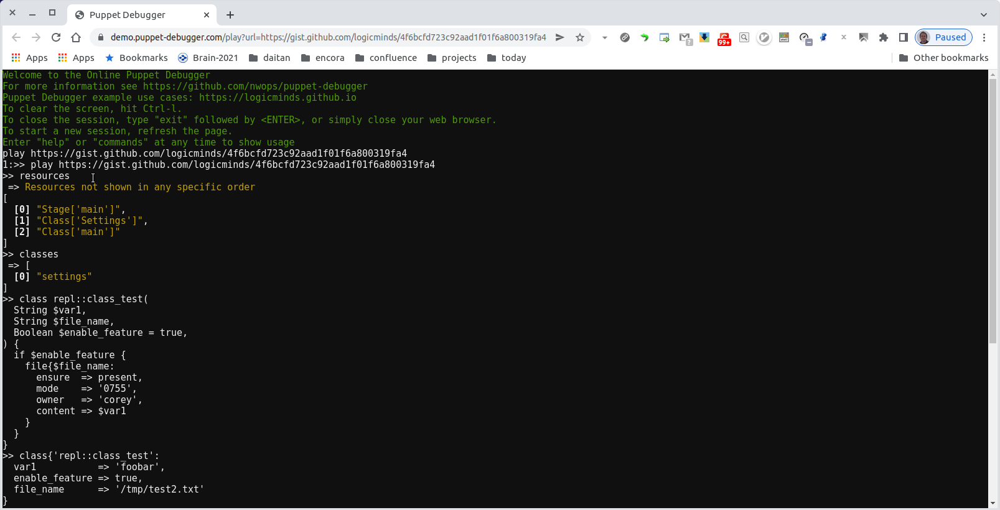 Puppet Debugger
demo.puppet-debugger.com/play?url=https://gist.github.com/logicminds/4f6bcfd723c92aad1f01f6a800319fa4
?
99+
Paused
Apps
Apps
Bookmarks
Brain-2021
daitan
encora
confluence
projects
today
Other bookmarks
Welcome to the Online Puppet Debugger
For more information see https://github.com/nwops/puppet-debugger
Puppet Debugger example use cases: https://logicminds.github.io
To clear the screen, hit Ctrl-l.
To close the session, type "exit" followed by <ENTER>, or simply close your web browser.
To start a new session, refresh the page.
Enter "help" or "commands" at any time to show usage
play https://gist.github.com/logicminds/4f6bcfd723c92aad1f01f6a800319fa4
1:>> play https://gist.github.com/logicminds/4f6bcfd723c92aad1f01f6a800319fa4
>> resources
 => Resources not shown in any specific order
[
  [0] "Stage['main']",
  [1] "Class['Settings']",
  [2] "Class['main']"
]
>> classes
 => [
  [0] "settings"
]
>> class repl::class_test(
  String $var1,
  String $file_name,
  Boolean $enable_feature = true,
) {
  if $enable_feature {
    file{$file_name:
      ensure  => present,
      mode    => '0755',
      owner   => 'corey',
      content => $var1
    }
  }
}
>> class{'repl::class_test':
  var1           => 'foobar',
  enable_feature => true,
  file_name      => '/tmp/test2.txt'
}